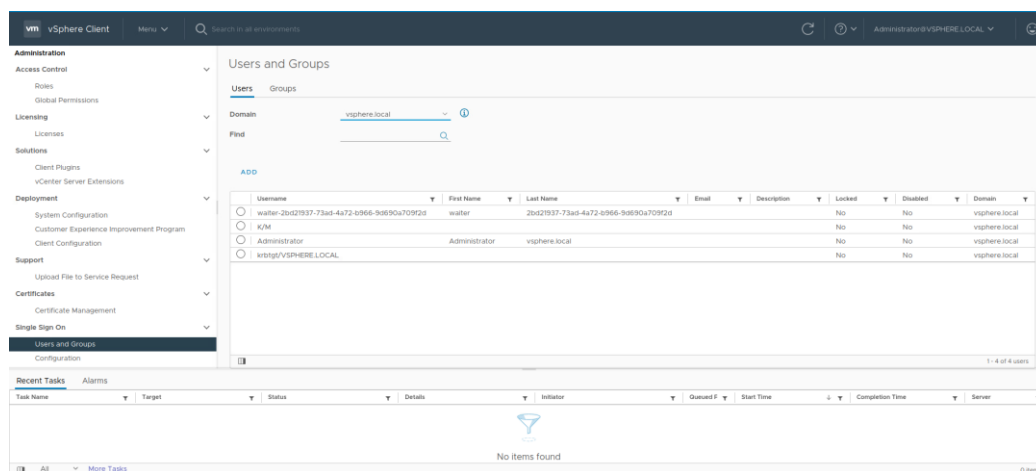 vm vSphere Client Menu Search in all environments Administrator@VSPHERE.LOCAL
Administration
Access Control
Roles
Global Permissions
Licensing
Licenses
Solutions
Client Plugins
vCenter Server Extensions
Deployment
System Configuration
Customer Experience Improvement Program
Client Configuration
Support
Upload File to Service Request
Certificates
Certificate Management
Single Sign On
Users and Groups
Configuration
Users and Groups
Users Groups
Domain vsphere.local
Find
ADD
Username First Name Last Name Email Description Locked Disabled Domain
waiter-2bd21937-73ad-4a72-b966-9d690a709f2d waiter 2bd21937-73ad-4a72-b966-9d690a709f2d No No vsphere.local
K/M No No vsphere.local
Administrator Administrator vsphere.local No No vsphere.local
krbtgt/VSPHERE.LOCAL No No vsphere.local
1 - 4 of 4 users
Recent Tasks Alarms
Task Name Target Status Details Initiator Queued F Start Time Completion Time Server
No items found
All More Tasks